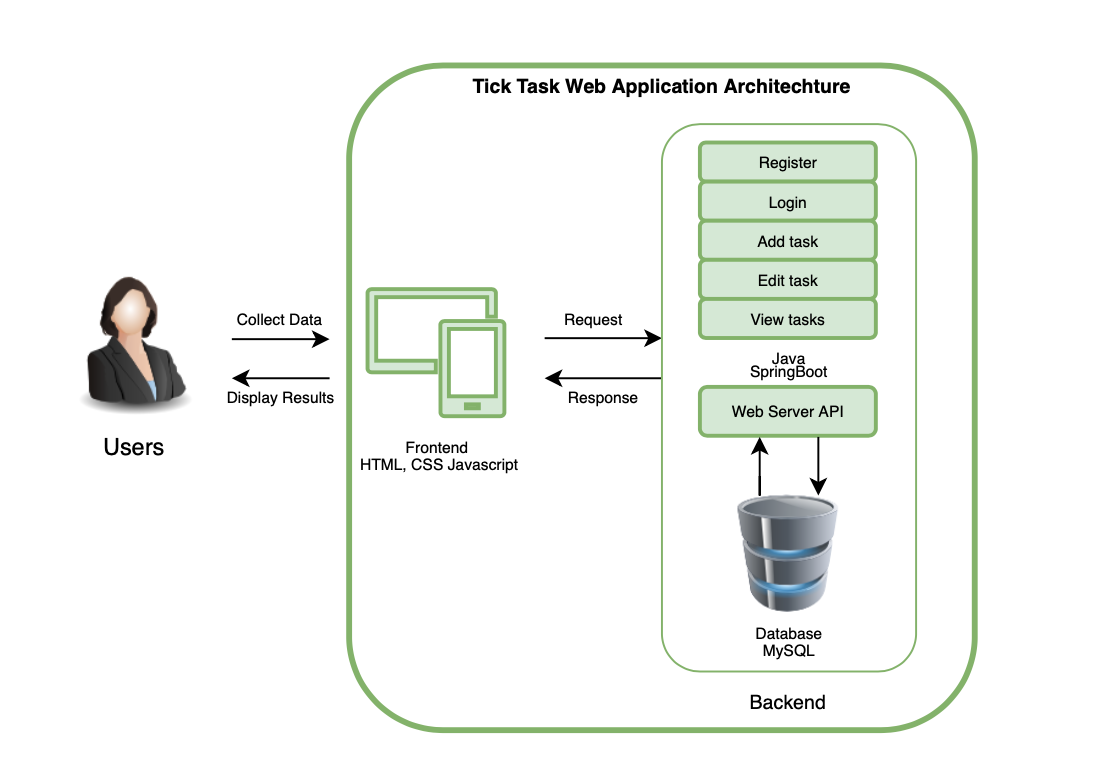 Tick Task Web Application Architechture
Register
Login
Add task
Edit task
View tasks
Collect Data
Display Results
Request
Response
Java
SpringBoot
Web Server API
Users
Frontend
HTML, CSS Javascript
Database
MySQL
Backend